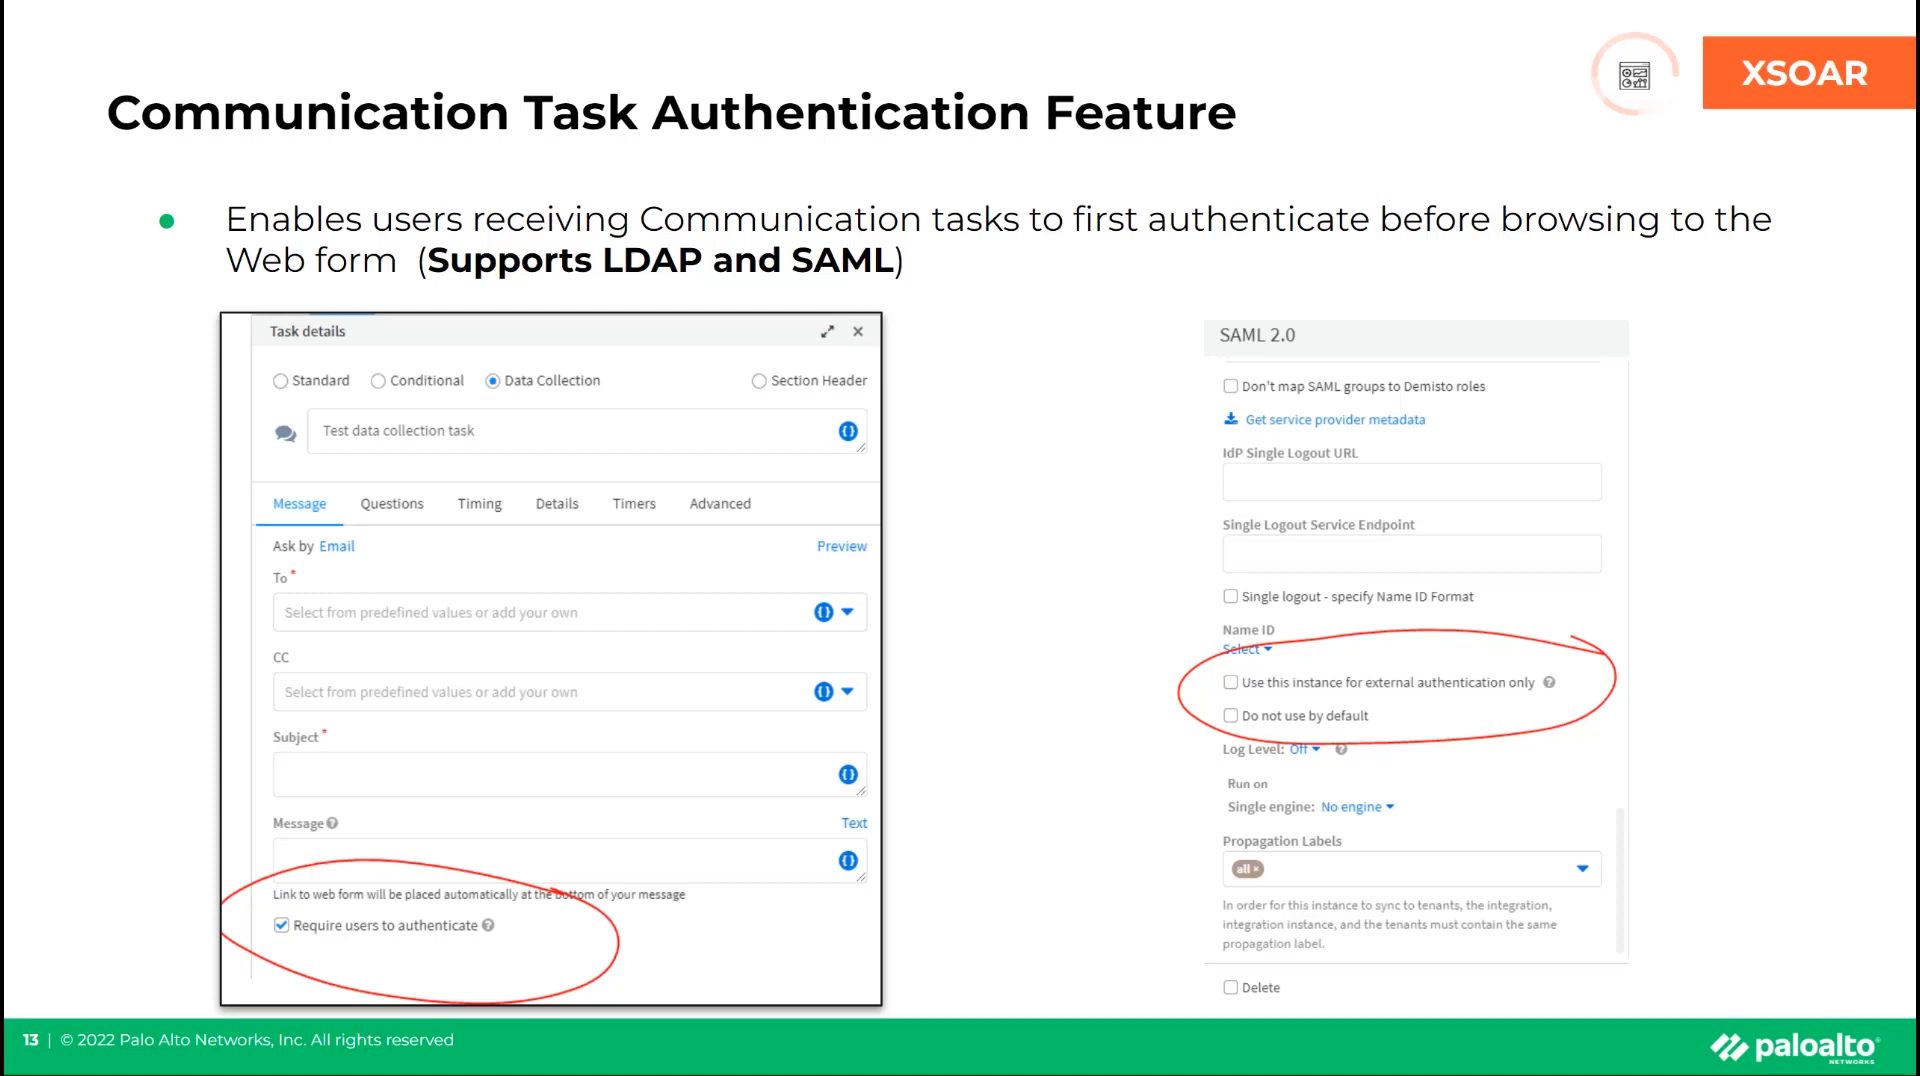 XSOAR
Communication Task Authentication Feature
Enables users receiving Communication tasks to first authenticate before browsing to the
Web form (Supports LDAP and SAML)
Task details
Standard Conditional Data Collection Section Header
Test data collection task
Message Questions Timing Details Timers Advanced
Ask by Email Preview
To *
Select from predefined values or add your own
CC
Select from predefined values or add your own
Subject *
Message Text
Link to web form will be placed automatically at the bottom of your message
Require users to authenticate
SAML 2.0
Don't map SAML groups to Demisto roles
Get service provider metadata
IdP Single Logout URL
Single Logout Service Endpoint
Single logout - specify Name ID Format
Name ID
Select
Use this instance for external authentication only
Do not use by default
Log Level: Off
Run on
Single engine: No engine
Propagation Labels
all ×
In order for this instance to sync to tenants, the integration,
integration instance, and the tenants must contain the same
propagation label.
Delete
13 | © 2022 Palo Alto Networks, Inc. All rights reserved
paloalto
NETWORKS